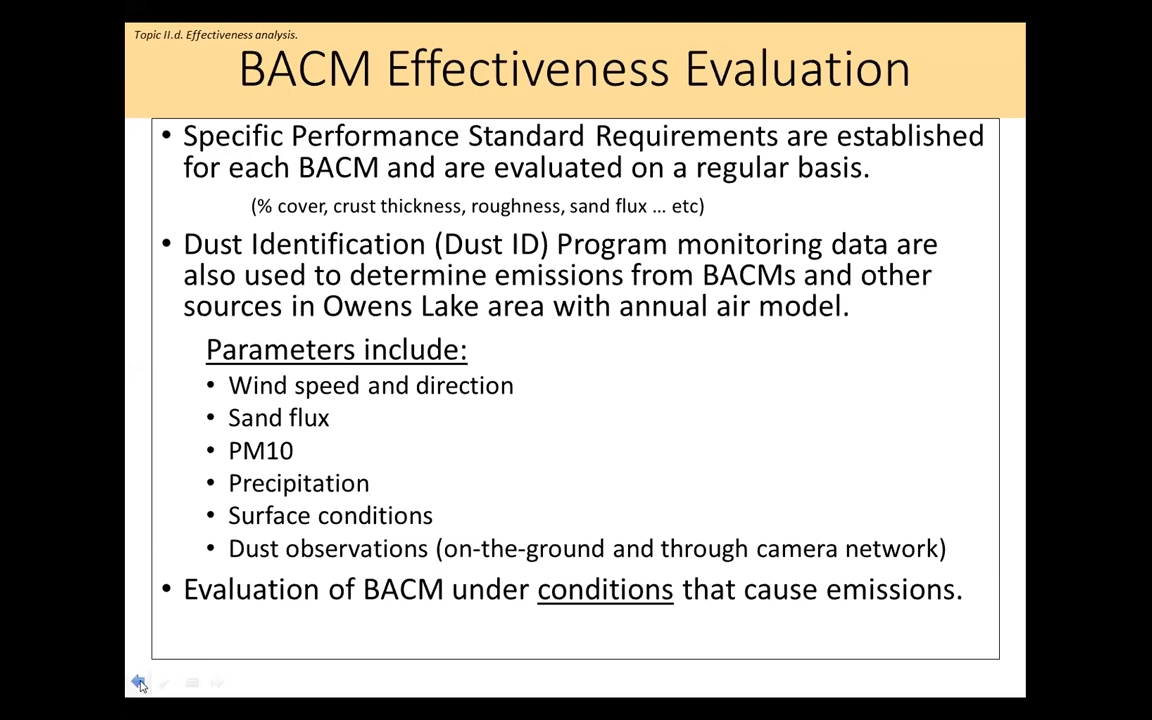 Topic II.d. Effectiveness analysis.
BACM Effectiveness Evaluation
• Specific Performance Standard Requirements are established
for each BACM and are evaluated on a regular basis.
(% cover, crust thickness, roughness, sand flux … etc)
• Dust Identification (Dust ID) Program monitoring data are
also used to determine emissions from BACMs and other
sources in Owens Lake area with annual air model.
Parameters include:
• Wind speed and direction
• Sand flux
• PM10
• Precipitation
• Surface conditions
• Dust observations (on-the-ground and through camera network)
• Evaluation of BACM under conditions that cause emissions.